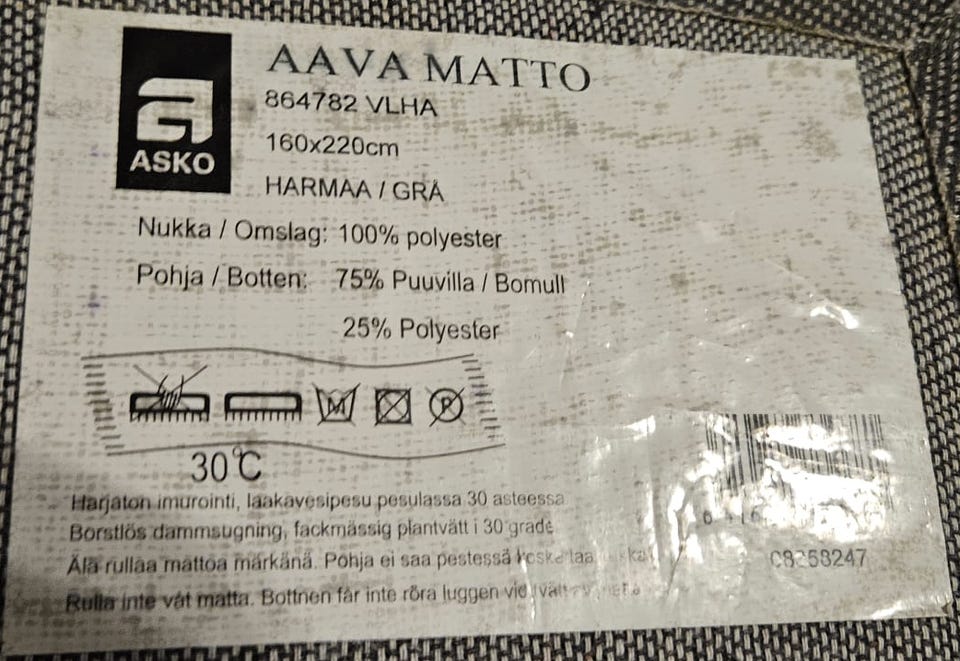 ASKO
AAVA MATTO
864782 VLHA
160x220cm
HARMAA / GRÅ
Nukka / Omslag: 100% polyester
Pohja / Botten: 75% Puuvilla / Bomull
25% Polyester
30°C
Harjaton imurointi, laakavesipesu pesulassa 30 asteessa
Borstlös dammsugning, fackmässig plantvätt i 30 grade
Älä rullaa mattoa märkänä. Pohja ei saa pestessä
Rulla inte våt matta. Bottnen får inte röra luggen vid